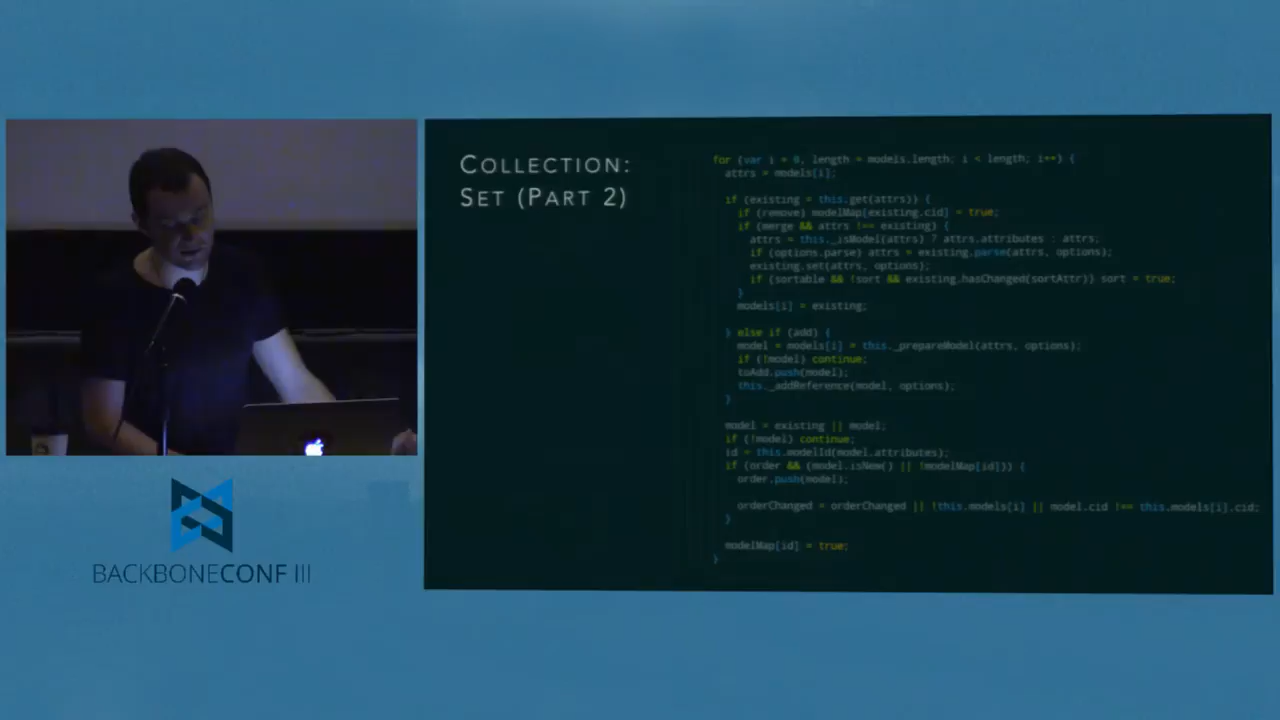 COLLECTION:
SET (PART 2)
for (var i = 0, length = models.length; i < length; i++) {
attrs = models[i];
if (existing = this.get(attrs)) {
if (remove) modelMap[existing.cid] = true;
if (merge && attrs !== existing) {
attrs = this._isModel(attrs) ? attrs.attributes : attrs;
if (options.parse) attrs = existing.parse(attrs, options);
existing.set(attrs, options);
if (sortable && !sort && existing.hasChanged(sortAttr)) sort = true;
}
models[i] = existing;
} else if (add) {
model = models[i] = this._prepareModel(attrs, options);
if (!model) continue;
toAdd.push(model);
this._addReference(model, options);
}
model = existing || model;
if (!model) continue;
id = this.modelId(model.attributes);
if (order && (model.isNew() || !modelMap[id])) {
order.push(model);
orderChanged = orderChanged || !this.models[i] || model.cid !== this.models[i].cid;
}
modelMap[id] = true;
}
BACKBONECONF III